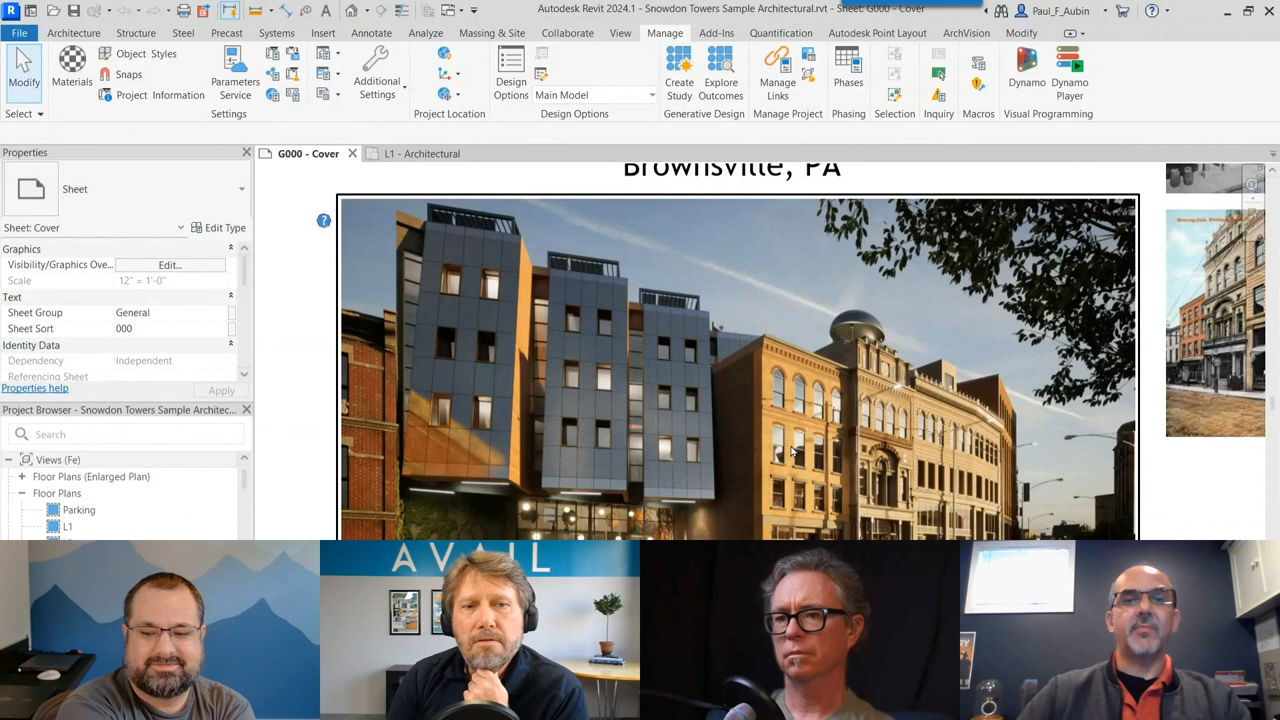 Autodesk Revit 2024.1 - Snowdon Towers Sample Architectural.rvt - Sheet: G000 - Cover
Paul_F_Aubin
File Architecture Structure Steel Precast Systems Insert Annotate Analyze Massing & Site Collaborate View Manage Add-Ins Quantification Autodesk Point Layout ArchVision Modify
Modify
Materials
Object Styles
Snaps
Project Information
Parameters Service
Additional Settings
Design Options
Main Model
Create Study
Explore Outcomes
Manage Links
Phases
Dynamo
Dynamo Player
Select Settings Project Location Design Options Generative Design Manage Project Phasing Selection Inquiry Macros Visual Programming
Properties
G000 - Cover
L1 - Architectural
Sheet
Sheet: Cover
Edit Type
Graphics
Visibility/Graphics Ove... Edit...
Scale 12" = 1'-0"
Text
Sheet Group General
Sheet Sort 000
Identity Data
Dependency Independent
Referencing Sheet
Properties help
Apply
Project Browser - Snowdon Towers Sample Architec...
Search
Views (Fe)
Floor Plans (Enlarged Plan)
Floor Plans
Parking
L1
Brownsville, PA
AVAIL